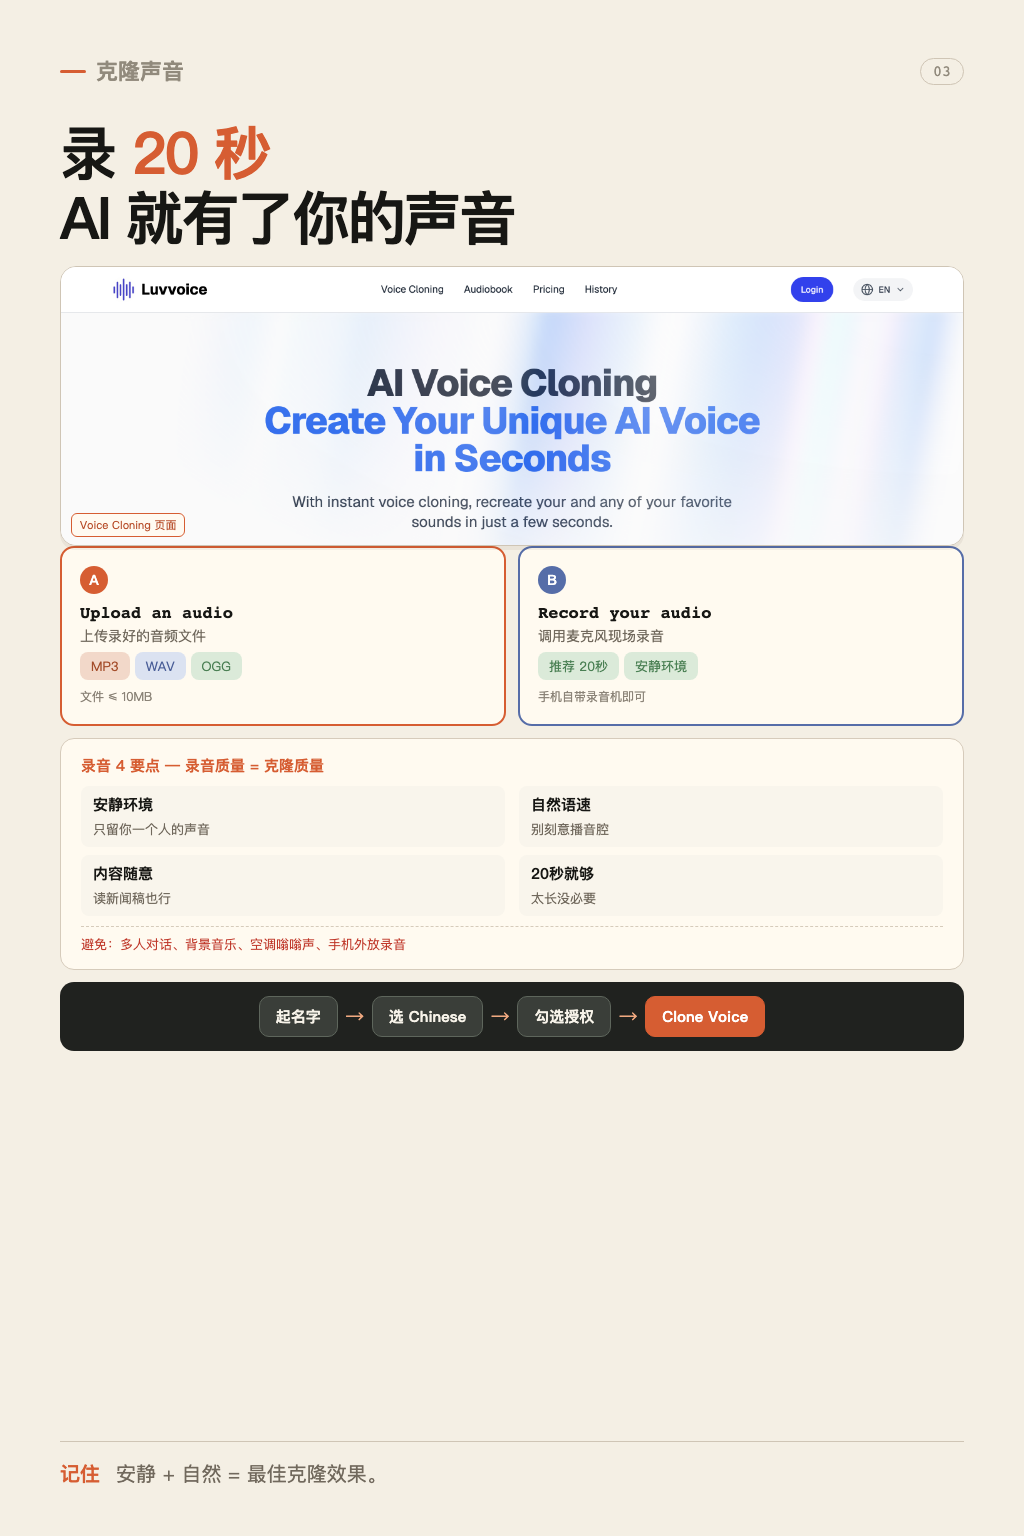 克隆声音
03
录 20 秒
AI 就有了你的声音
Luvvoice
Voice Cloning
Audiobook
Pricing
History
Login
EN
AI Voice Cloning
Create Your Unique AI Voice
in Seconds
With instant voice cloning, recreate your and any of your favorite
sounds in just a few seconds.
Voice Cloning 页面
A
Upload an audio
上传录好的音频文件
MP3
WAV
OGG
文件 ≤ 10MB
B
Record your audio
调用麦克风现场录音
推荐 20秒
安静环境
手机自带录音机即可
录音 4 要点 — 录音质量 = 克隆质量
安静环境
只留你一个人的声音
自然语速
别刻意播音腔
内容随意
读新闻稿也行
20秒就够
太长没必要
避免：多人对话、背景音乐、空调嗡嗡声、手机外放录音
起名字 → 选 Chinese → 勾选授权 → Clone Voice
记住 安静 + 自然 = 最佳克隆效果。